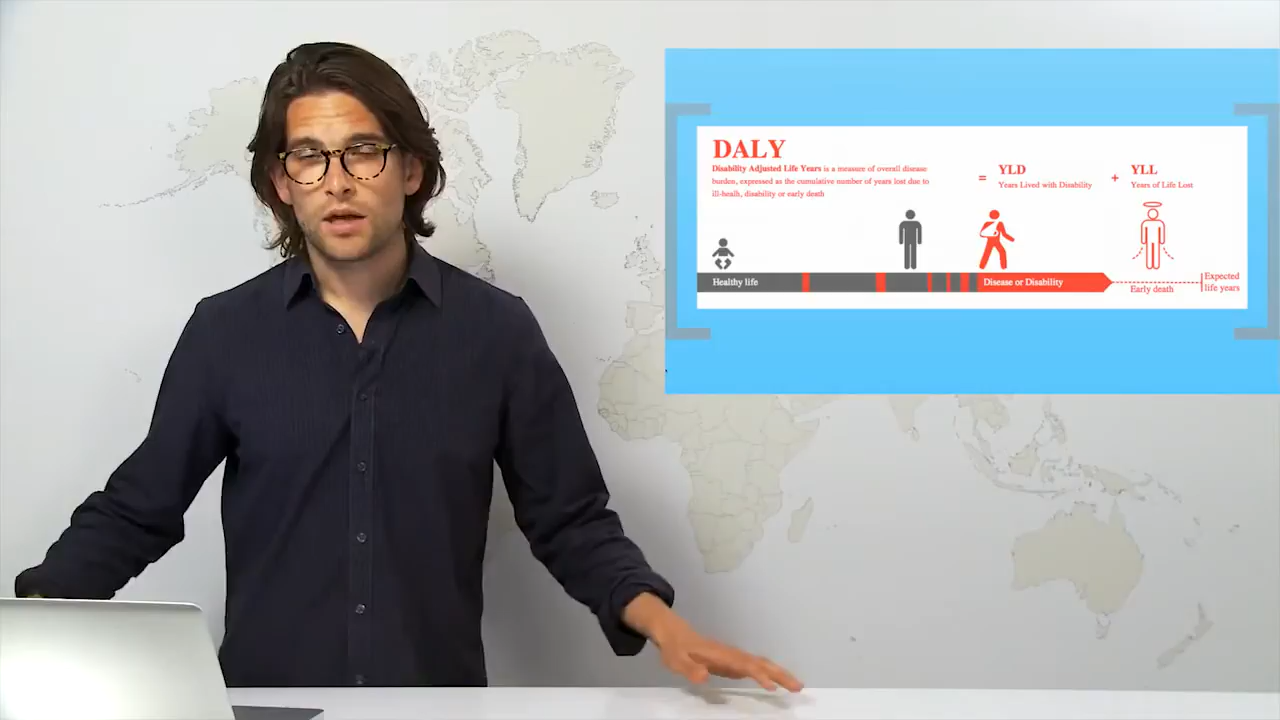 DALY
Disability Adjusted Life Years is a measure of overall disease
burden, expressed as the cumulative number of years lost due to
ill-health, disability or early death
= YLD + YLL
Years Lived with Disability Years of Life Lost
Healthy life
Disease or Disability
Early death
Expected
life years